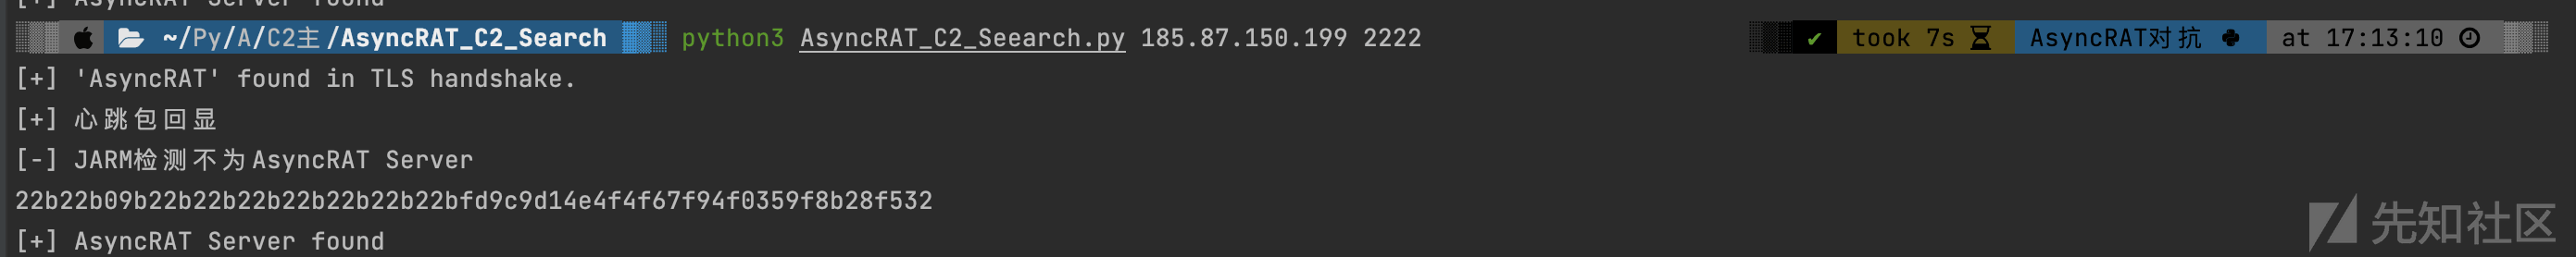 [+] AsyncRAT Server found
~/Py/A/C2主/AsyncRAT_C2_Search python3 AsyncRAT_C2_Seearch.py 185.87.150.199 2222 ✔ took 7s AsyncRAT对抗 at 17:13:10
[+] 'AsyncRAT' found in TLS handshake.
[+] 心跳包回显
[-] JARM检测不为AsyncRAT Server
22b22b09b22b22b22b22b22b22b22bfd9c9d14e4f4f67f94f0359f8b28f532
[+] AsyncRAT Server found
先知社区